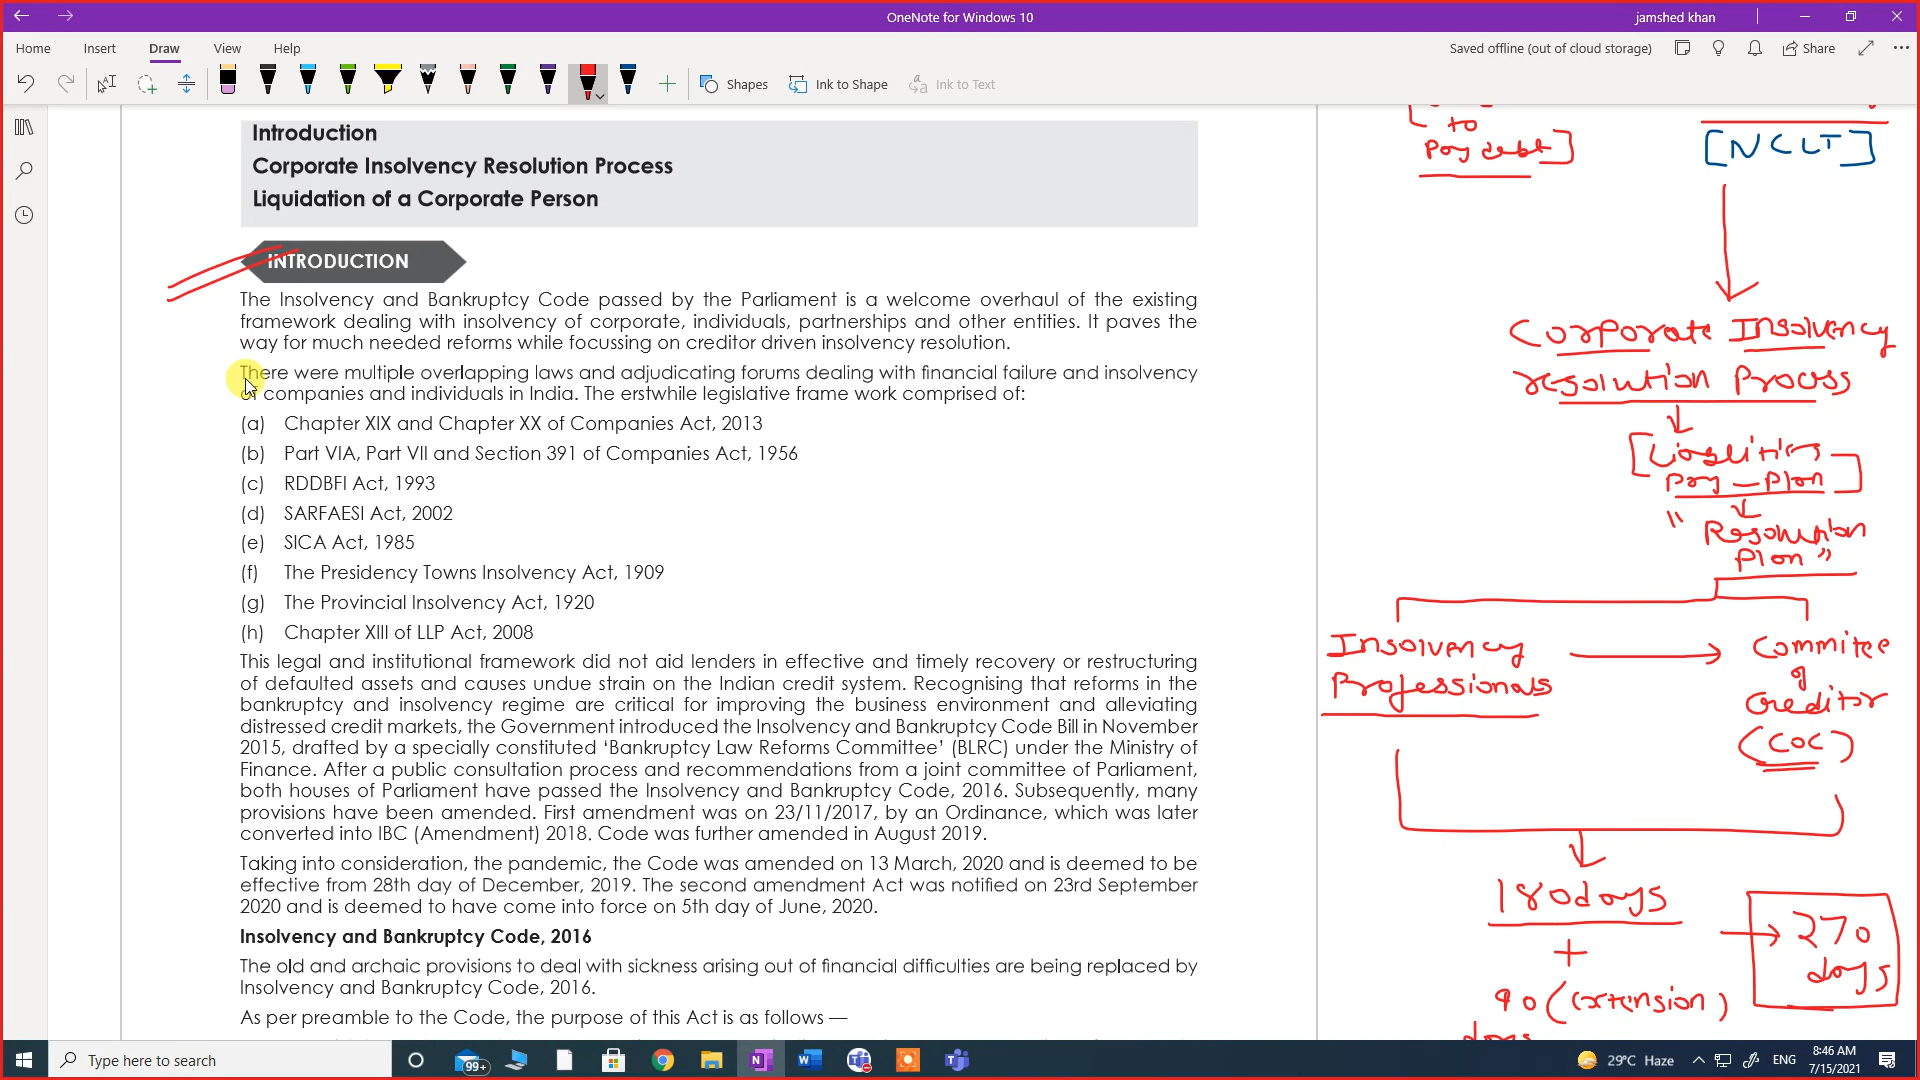 OneNote for Windows 10
jamshed khan
Home Insert Draw View Help
Saved offline (out of cloud storage)
Share
Shapes
Ink to Shape
Ink to Text
Introduction
Corporate Insolvency Resolution Process
Liquidation of a Corporate Person
INTRODUCTION
The Insolvency and Bankruptcy Code passed by the Parliament is a welcome overhaul of the existing
framework dealing with insolvency of corporate, individuals, partnerships and other entities. It paves the
way for much needed reforms while focussing on creditor driven insolvency resolution.
There were multiple overlapping laws and adjudicating forums dealing with financial failure and insolvency
of companies and individuals in India. The erstwhile legislative frame work comprised of:
(a) Chapter XIX and Chapter XX of Companies Act, 2013
(b) Part VIA, Part VII and Section 391 of Companies Act, 1956
(c) RDDBFI Act, 1993
(d) SARFAESI Act, 2002
(e) SICA Act, 1985
(f) The Presidency Towns Insolvency Act, 1909
(g) The Provincial Insolvency Act, 1920
(h) Chapter XIII of LLP Act, 2008
This legal and institutional framework did not aid lenders in effective and timely recovery or restructuring
of defaulted assets and causes undue strain on the Indian credit system. Recognising that reforms in the
bankruptcy and insolvency regime are critical for improving the business environment and alleviating
distressed credit markets, the Government introduced the Insolvency and Bankruptcy Code Bill in November
2015, drafted by a specially constituted ‘Bankruptcy Law Reforms Committee’ (BLRC) under the Ministry of
Finance. After a public consultation process and recommendations from a joint committee of Parliament,
both houses of Parliament have passed the Insolvency and Bankruptcy Code, 2016. Subsequently, many
provisions have been amended. First amendment was on 23/11/2017, by an Ordinance, which was later
converted into IBC (Amendment) 2018. Code was further amended in August 2019.
Taking into consideration, the pandemic, the Code was amended on 13 March, 2020 and is deemed to be
effective from 28th day of December, 2019. The second amendment Act was notified on 23rd September
2020 and is deemed to have come into force on 5th day of June, 2020.
Insolvency and Bankruptcy Code, 2016
The old and archaic provisions to deal with sickness arising out of financial difficulties are being replaced by
Insolvency and Bankruptcy Code, 2016.
As per preamble to the Code, the purpose of this Act is as follows —
to
Pay debt]
[NCLT]
Corporate Insolvency
resolution Process
[Liabilities
Pay – Plan]
" Resolution
Plan "
Insolvency
Professionals
Commitee
of
Creditor
(COC)
180 days
+
90 (extension)
days
270
days
Type here to search
99+
29°C Haze
ENG
8:46 AM
7/15/2021